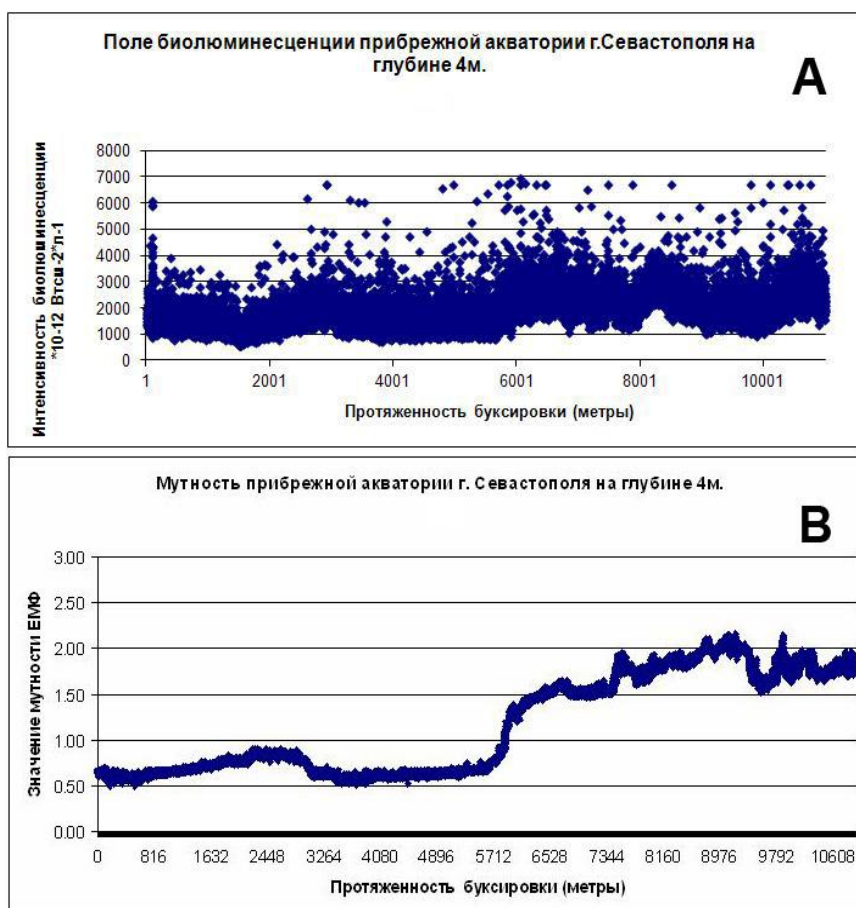 Поле биолюминесценции прибрежной акватории г.Севастополя на
глубине 4м.
A
Интенсивность биолюминесценции
*10-12 Втсм-2*л-1
8000
7000
6000
5000
4000
3000
2000
1000
0
1 2001 4001 6001 8001 10001
Протяженность буксировки (метры)
Мутность прибрежной акватории г. Севастополя на глубине 4м.
B
Значение мутности ЕМФ
3.00
2.50
2.00
1.50
1.00
0.50
0.00
0 816 1632 2448 3264 4080 4896 5712 6528 7344 8160 8976 9792 10608
Протяженность буксировки (метры)